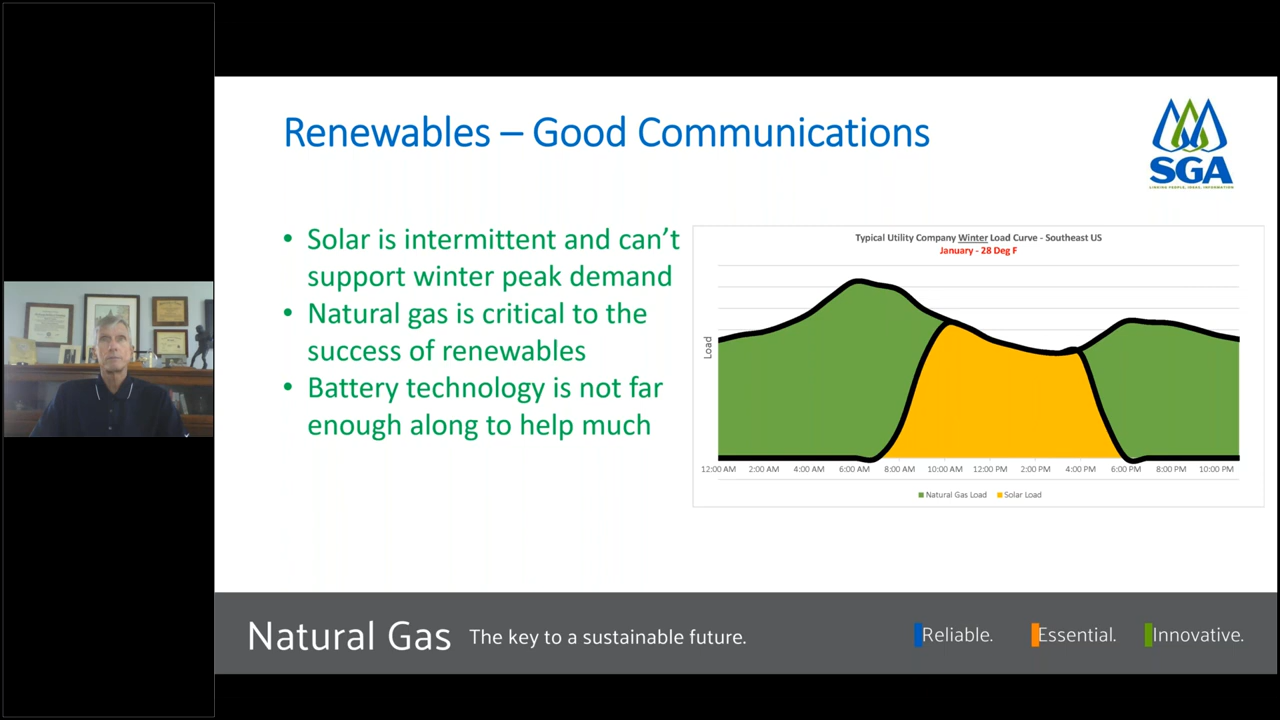 Renewables – Good Communications
SGA
LINKING PEOPLE, IDEAS, INFORMATION
• Solar is intermittent and can't
support winter peak demand
• Natural gas is critical to the
success of renewables
• Battery technology is not far
enough along to help much
Typical Utility Company Winter Load Curve - Southeast US
January - 28 Deg F
Load
12:00 AM 2:00 AM 4:00 AM 6:00 AM 8:00 AM 10:00 AM 12:00 PM 2:00 PM 4:00 PM 6:00 PM 8:00 PM 10:00 PM
Natural Gas Load Solar Load
Natural Gas The key to a sustainable future. Reliable. Essential. Innovative.